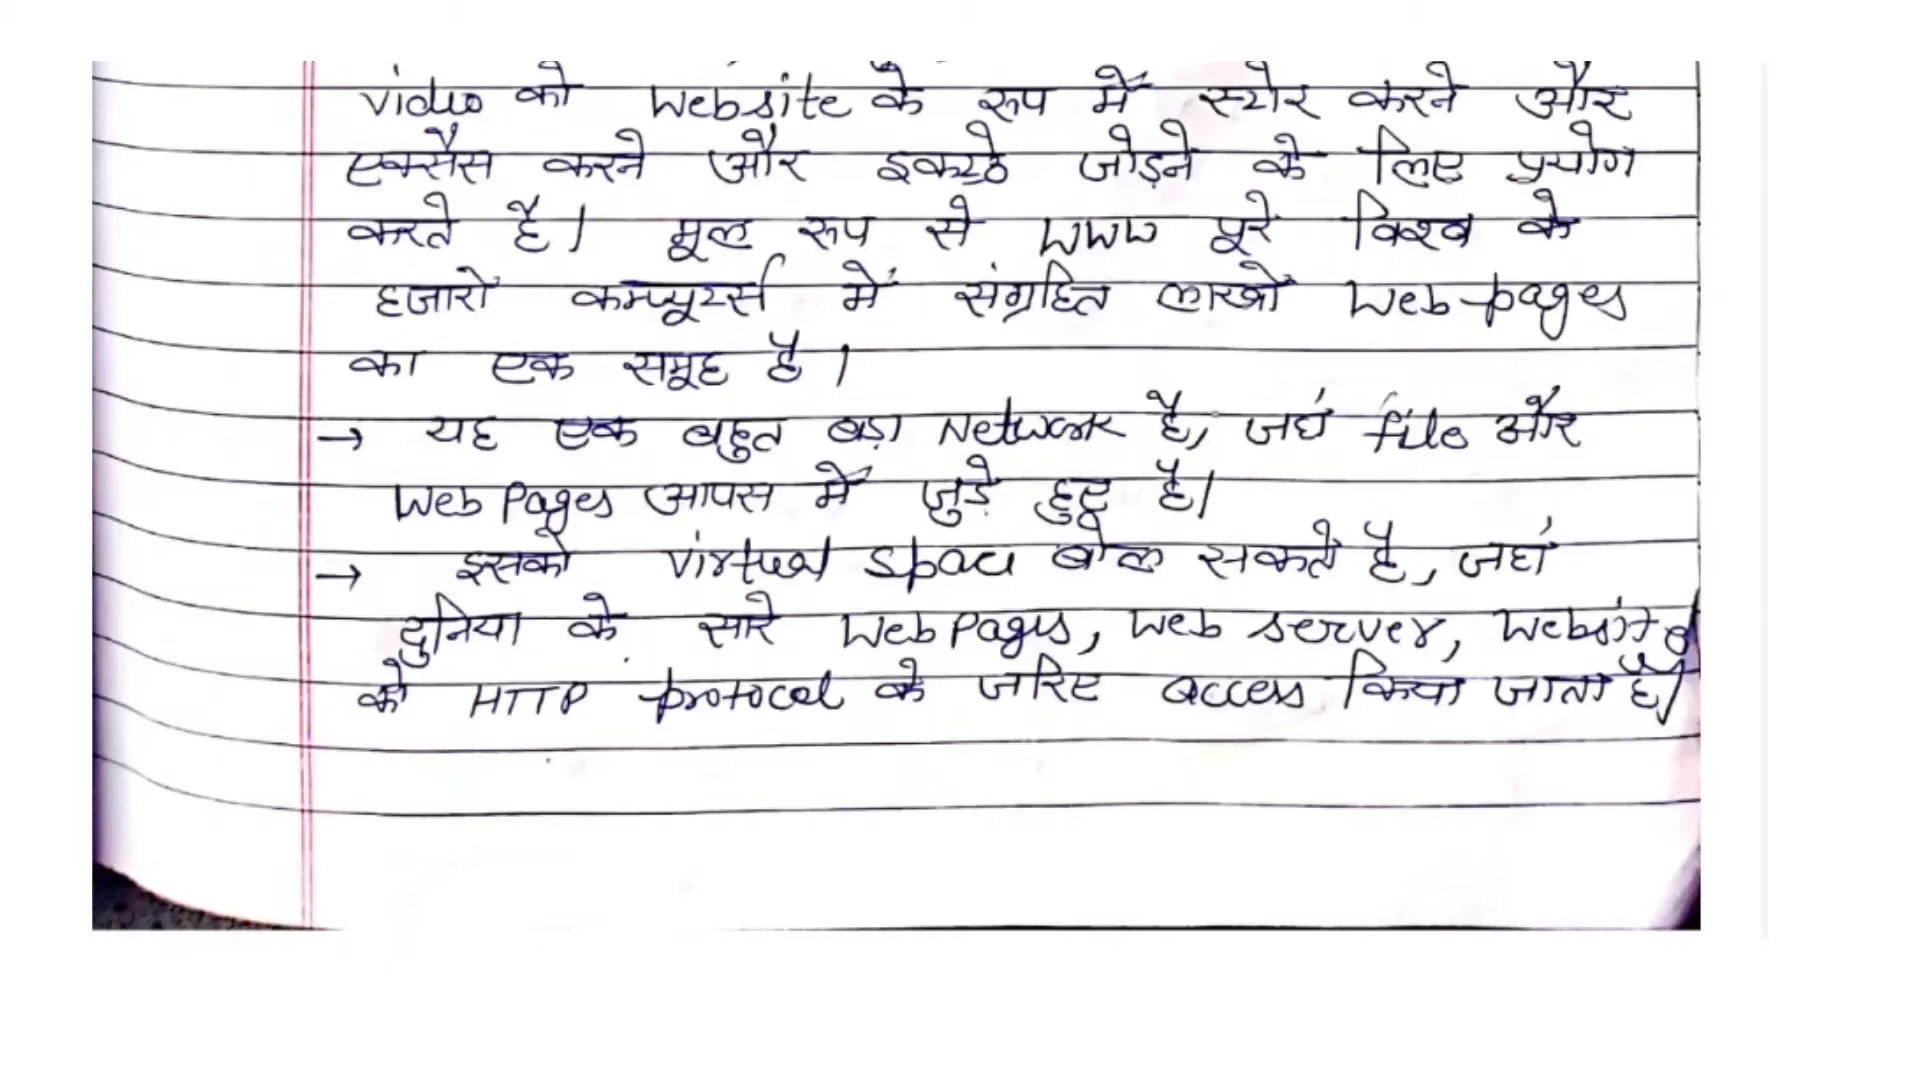 video को website के रूप में स्टोर करने और
एक्सैस करने और इकट्ठे जोड़ने के लिए प्रयोग
करते है। मूल रूप से WWW पूरे विश्व के
हजारों कम्प्यूटर्स में संग्रहित लाखों Web-pages
का एक समूह है।
→ यह एक बहुत बड़ा Network है, जहां file और
Web Pages आपस में जुड़े हुए है।
→ इसको virtual space बोल सकते है, जहां
दुनिया के सारे Web Pages, Web server, Website
को HTTP protocol के जरिए access किया जाता है।